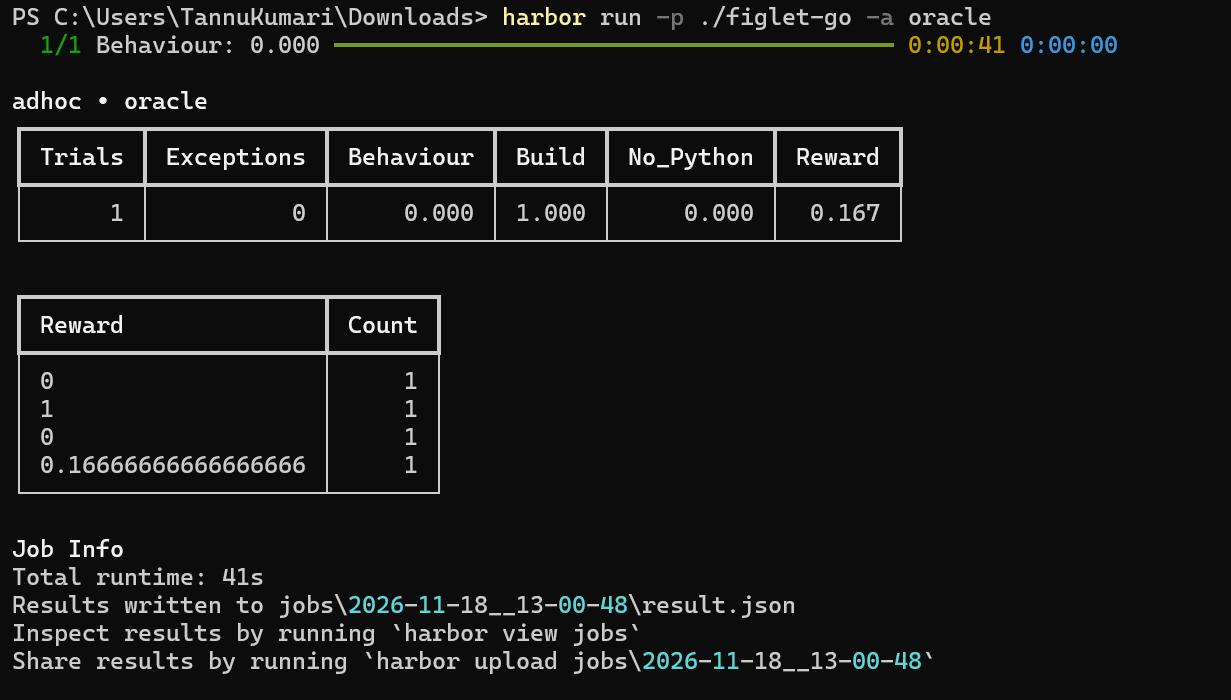 PS C:\Users\TannuKumari\Downloads> harbor run -p ./figlet-go -a oracle
1/1 Behaviour: 0.000 0:00:41 0:00:00
adhoc • oracle
Trials Exceptions Behaviour Build No_Python Reward
1 0 0.000 1.000 0.000 0.167
Reward Count
0 1
1 1
0 1
0.16666666666666666 1
Job Info
Total runtime: 41s
Results written to jobs\2026-11-18__13-00-48\result.json
Inspect results by running `harbor view jobs`
Share results by running `harbor upload jobs\2026-11-18__13-00-48`